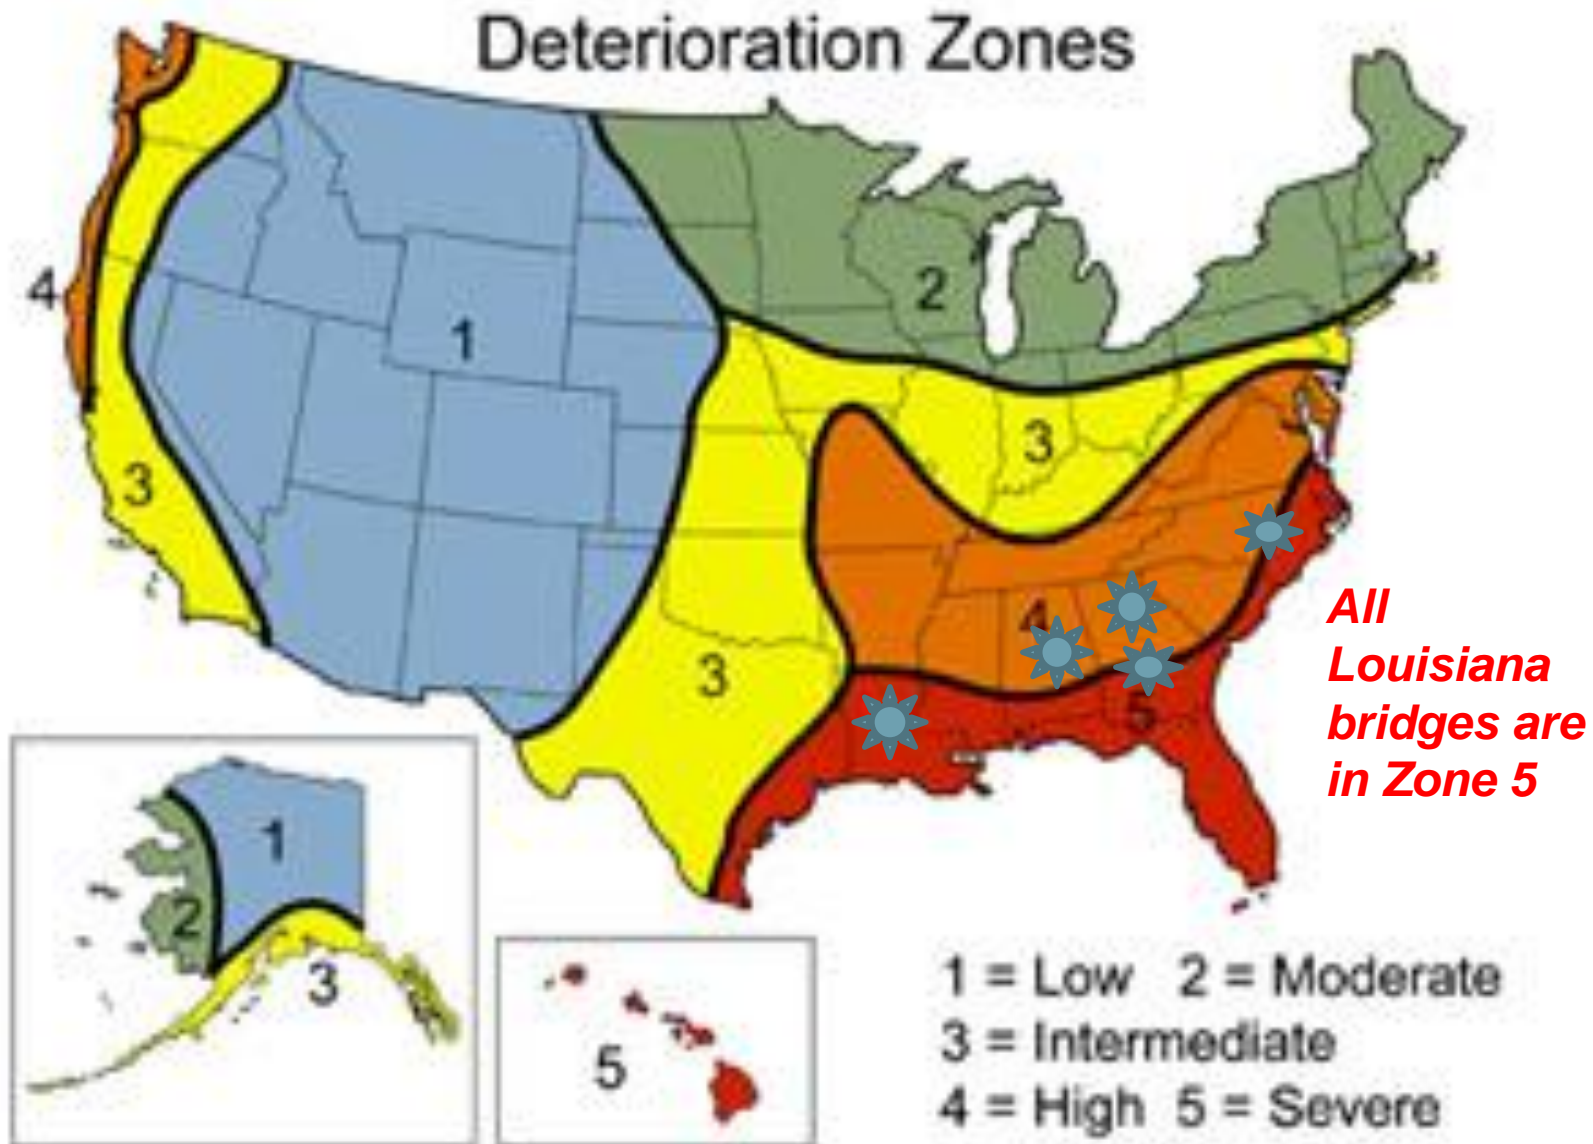 Deterioration Zones
4
1
2
3
3
4
3
5
All
Louisiana
bridges are
in Zone 5
1
2
3
5
1 = Low 2 = Moderate
3 = Intermediate
4 = High 5 = Severe